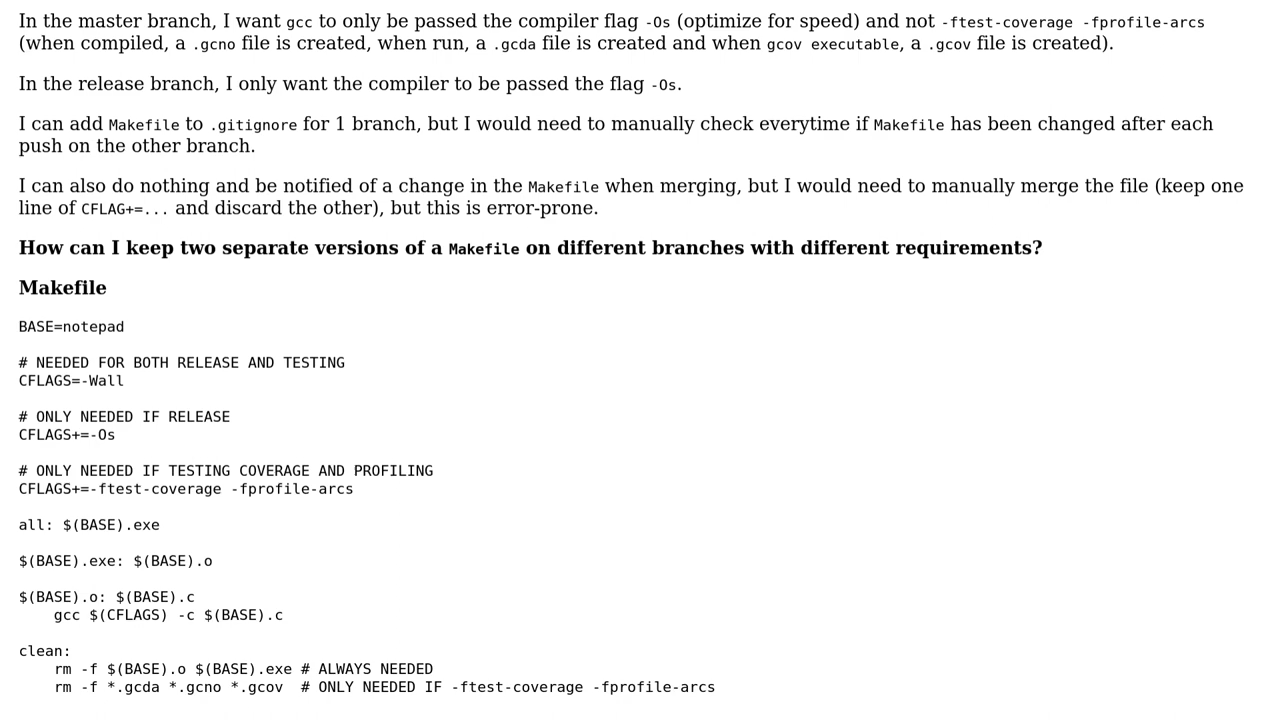 In the master branch, I want gcc to only be passed the compiler flag -Os (optimize for speed) and not -ftest-coverage -fprofile-arcs
(when compiled, a .gcno file is created, when run, a .gcda file is created and when gcov executable, a .gcov file is created).
In the release branch, I only want the compiler to be passed the flag -Os.
I can add Makefile to .gitignore for 1 branch, but I would need to manually check everytime if Makefile has been changed after each
push on the other branch.
I can also do nothing and be notified of a change in the Makefile when merging, but I would need to manually merge the file (keep one
line of CFLAG+=... and discard the other), but this is error-prone.
How can I keep two separate versions of a Makefile on different branches with different requirements?
Makefile
BASE=notepad
# NEEDED FOR BOTH RELEASE AND TESTING
CFLAGS=-Wall
# ONLY NEEDED IF RELEASE
CFLAGS+=-Os
# ONLY NEEDED IF TESTING COVERAGE AND PROFILING
CFLAGS+=-ftest-coverage -fprofile-arcs
all: $(BASE).exe
$(BASE).exe: $(BASE).o
$(BASE).o: $(BASE).c
    gcc $(CFLAGS) -c $(BASE).c
clean:
    rm -f $(BASE).o $(BASE).exe # ALWAYS NEEDED
    rm -f *.gcda *.gcno *.gcov  # ONLY NEEDED IF -ftest-coverage -fprofile-arcs